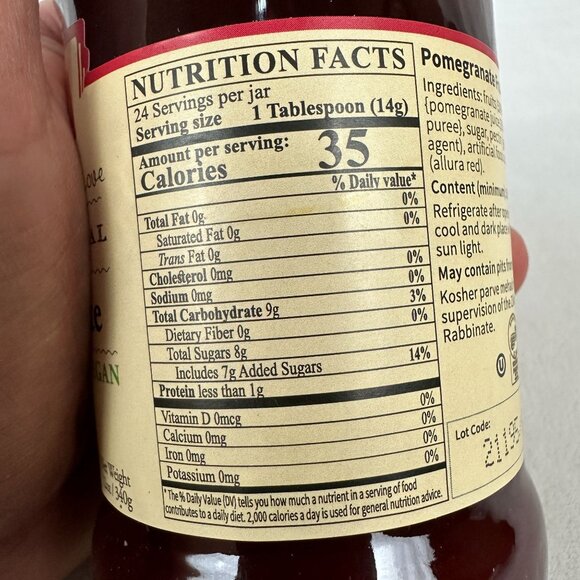 NUTRITION FACTS
24 Servings per jar
Serving size 1 Tablespoon (14g)
Amount per serving:
Calories 35
% Daily value*
Total Fat 0g 0%
Saturated Fat 0g 0%
Trans Fat 0g
Cholesterol 0mg 0%
Sodium 0mg 0%
Total Carbohydrate 9g 3%
Dietary Fiber 0g 0%
Total Sugars 8g
Includes 7g Added Sugars 14%
Protein less than 1g
Vitamin D 0mcg 0%
Calcium 0mg 0%
Iron 0mg 0%
Potassium 0mg 0%
*The % Daily Value (DV) tells you how much a nutrient in a serving of food
contributes to a daily diet. 2,000 calories a day is used for general nutrition advice.
Pomegranate
Ingredients: fruits
{pomegranate
puree}, sugar,
agent), artificial
(allura red).
Content (minimum
Refrigerate after
cool and dark place
sun light.
May contain pits
Kosher parve
supervision of the
Rabbinate.
U
Lot Code:
2119
Weight
340g